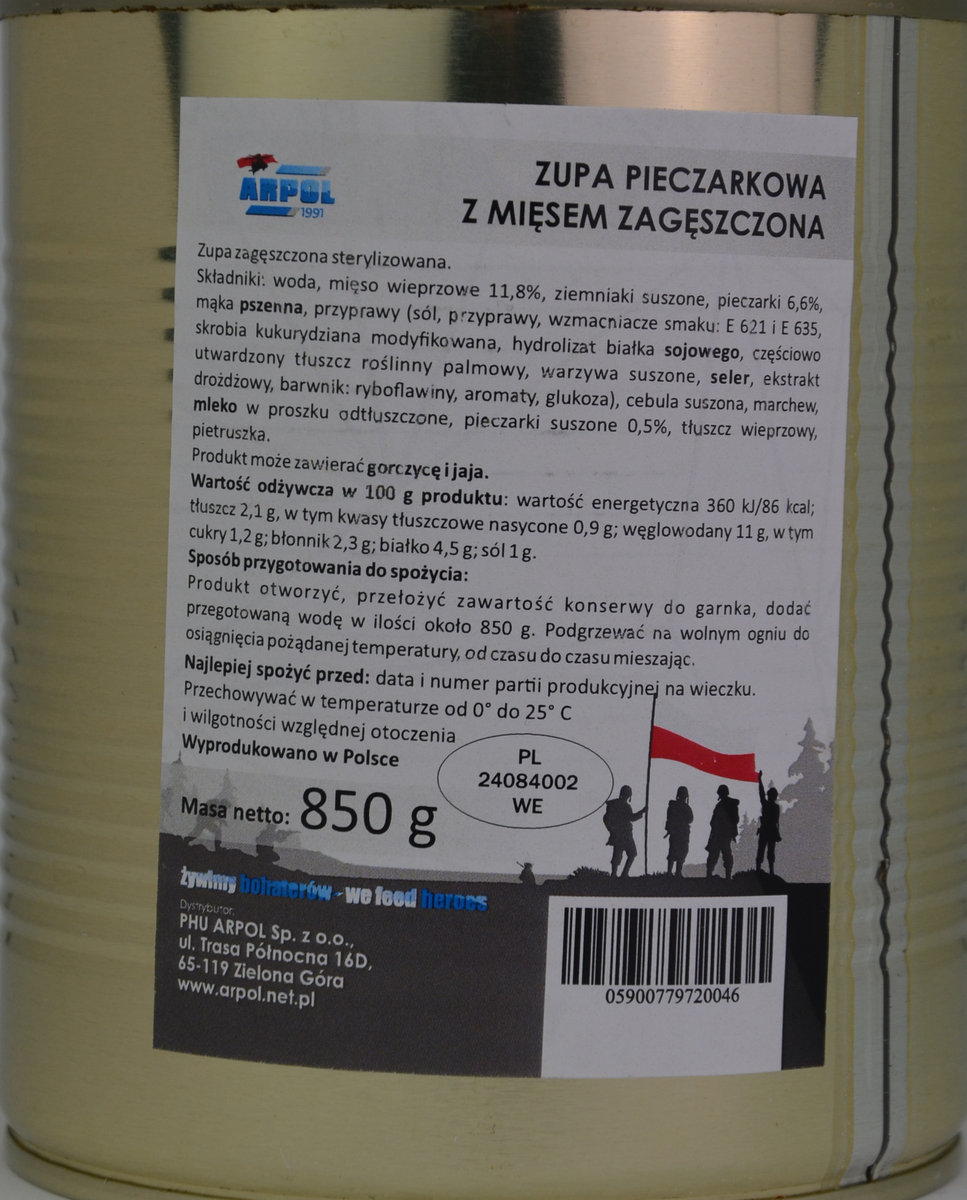 ARPOL
1991
ZUPA PIECZARKOWA
Z MIĘSEM ZAGĘSZCZONA
Zupa zagęszczona sterylizowana.
Składniki: woda, mięso wieprzowe 11,8%, ziemniaki suszone, pieczarki 6,6%,
mąka pszenna, przyprawy (sól, przyprawy, wzmacniacze smaku: E 621 i E 635,
skrobia kukurydziana modyfikowana, hydrolizat białka sojowego, częściowo
utwardzony tłuszcz roślinny palmowy, warzywa suszone, seler, ekstrakt
drożdżowy, barwnik: ryboflawiny, aromaty, glukoza), cebula suszona, marchew,
mleko w proszku odtłuszczone, pieczarki suszone 0,5%, tłuszcz wieprzowy,
pietruszka.
Produkt może zawierać gorczycę i jaja.
Wartość odżywcza w 100 g produktu: wartość energetyczna 360 kJ/86 kcal;
tłuszcz 2,1 g, w tym kwasy tłuszczowe nasycone 0,9 g; węglowodany 11 g, w tym
cukry 1,2 g; błonnik 2,3 g; białko 4,5 g; sól 1 g.
Sposób przygotowania do spożycia:
Produkt otworzyć, przełożyć zawartość konserwy do garnka, dodać
przegotowaną wodę w ilości około 850 g. Podgrzewać na wolnym ogniu do
osiągnięcia pożądanej temperatury, od czasu do czasu mieszając.
Najlepiej spożyć przed: data i numer partii produkcyjnej na wieczku.
Przechowywać w temperaturze od 0° do 25° C
i wilgotności względnej otoczenia
Wyprodukowano w Polsce
PL
24084002
WE
Masa netto: 850 g
żywimy bohaterów - we feed heroes
Dystrybutor:
PHU ARPOL Sp. z o.o.,
ul. Trasa Północna 16D,
65-119 Zielona Góra
www.arpol.net.pl
05900779720046